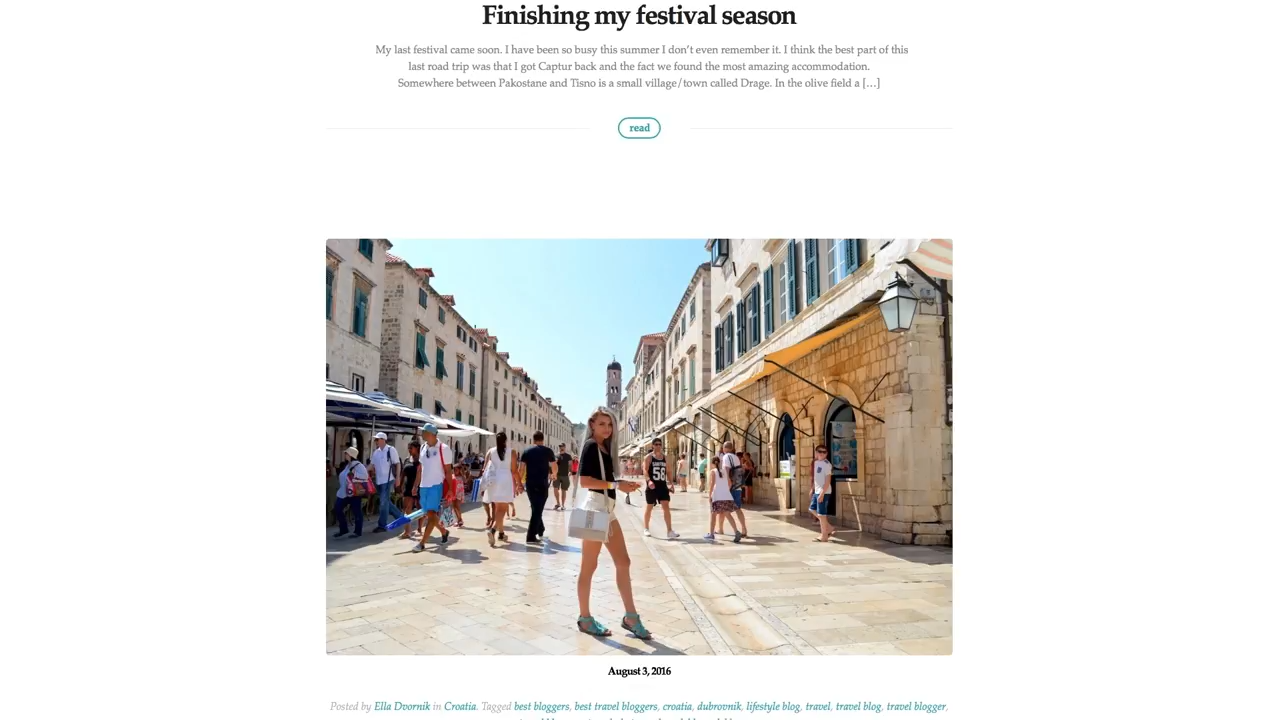 Finishing my festival season
My last festival came soon. I have been so busy this summer I don’t even remember it. I think the best part of this
last road trip was that I got Captur back and the fact we found the most amazing accommodation.
Somewhere between Pakostane and Tisno is a small village/town called Drage. In the olive field a […]
read
56
August 3, 2016
Posted by Ella Dvornik in Croatia. Tagged best bloggers, best travel bloggers, croatia, dubrovnik, lifestyle blog, travel, travel blog, travel blogger,